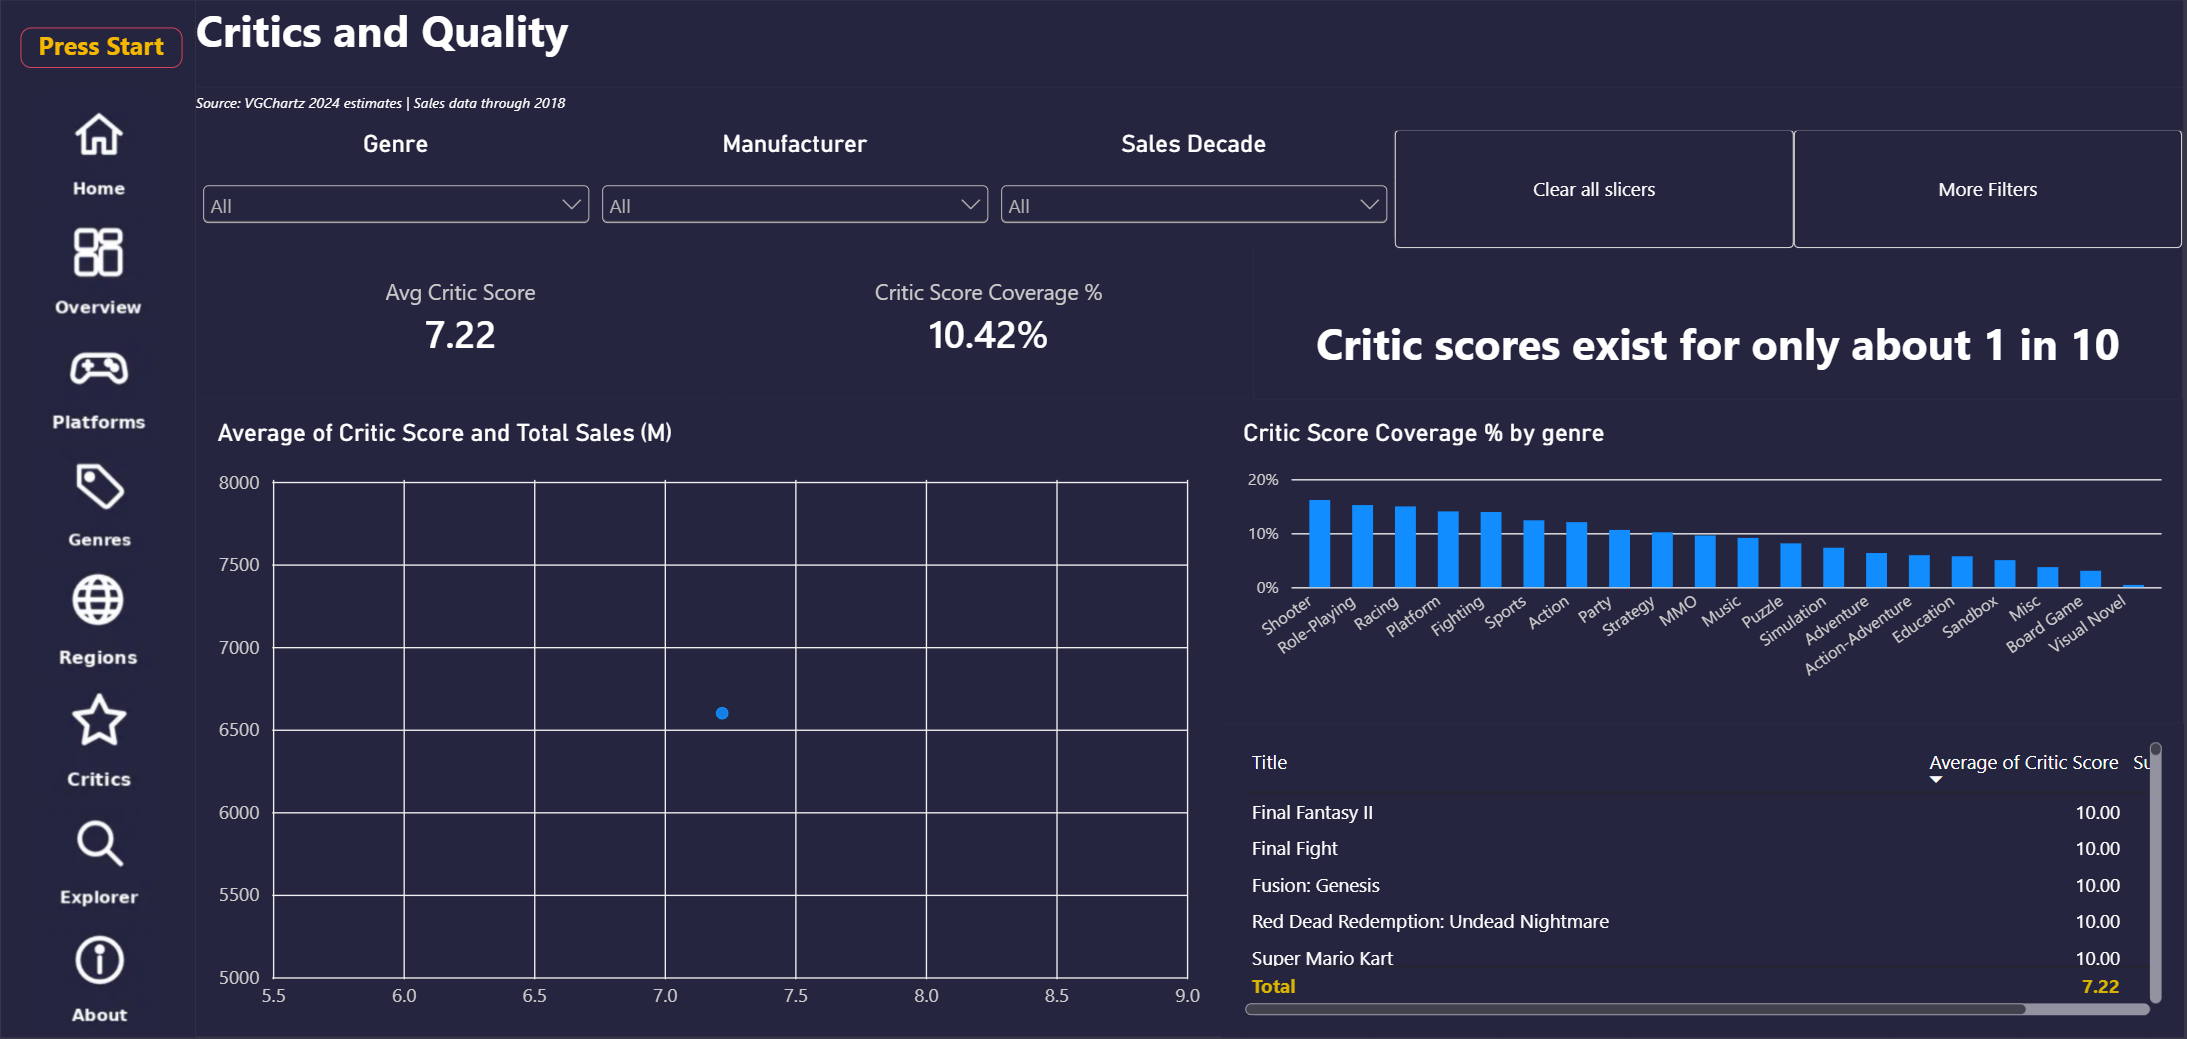 Press Start
Home
Overview
Platforms
Genres
Regions
Critics
Explorer
About
Critics and Quality
Source: VGChartz 2024 estimates | Sales data through 2018
Genre
All
Manufacturer
All
Sales Decade
All
Clear all slicers
More Filters
Avg Critic Score
7.22
Critic Score Coverage %
10.42%
Critic scores exist for only about 1 in 10
Average of Critic Score and Total Sales (M)
8000
7500
7000
6500
6000
5500
5000
5.5 6.0 6.5 7.0 7.5 8.0 8.5 9.0
Critic Score Coverage % by genre
20%
10%
0%
Shooter
Role-Playing
Racing
Platform
Fighting
Sports
Action
Party
Strategy
MMO
Music
Puzzle
Simulation
Adventure
Action-Adventure
Education
Sandbox
Misc
Board Game
Visual Novel
Title Average of Critic Score
Final Fantasy II 10.00
Final Fight 10.00
Fusion: Genesis 10.00
Red Dead Redemption: Undead Nightmare 10.00
Super Mario Kart 10.00
Total 7.22